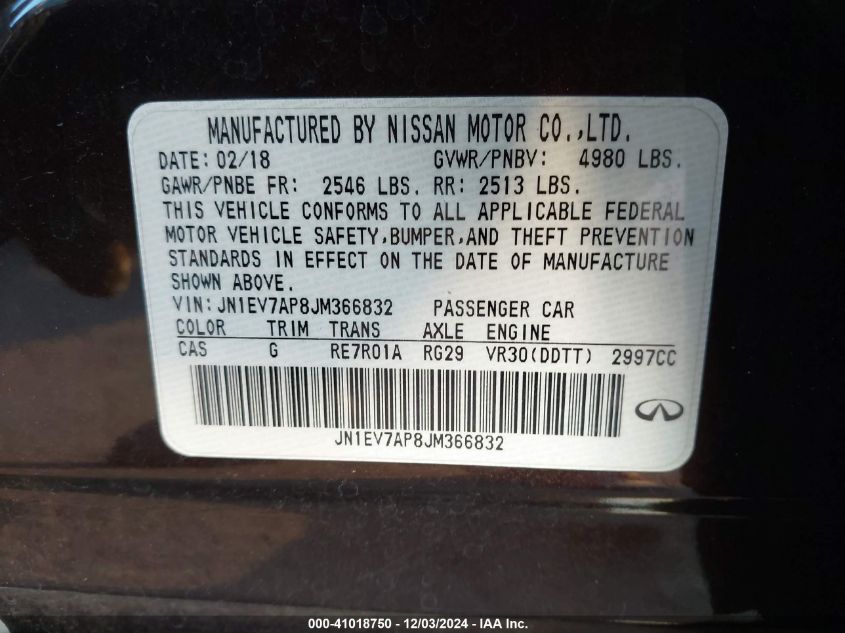 MANUFACTURED BY NISSAN MOTOR CO.,LTD.
DATE: 02/18 GVWR/PNBV: 4980 LBS.
GAWR/PNBE FR: 2546 LBS. RR: 2513 LBS.
THIS VEHICLE CONFORMS TO ALL APPLICABLE FEDERAL
MOTOR VEHICLE SAFETY,BUMPER,AND THEFT PREVENTION
STANDARDS IN EFFECT ON THE DATE OF MANUFACTURE
SHOWN ABOVE.
VIN: JN1EV7AP8JM366832 PASSENGER CAR
COLOR TRIM TRANS AXLE ENGINE
CAS G RE7R01A RG29 VR30(DDTT) 2997CC
JN1EV7AP8JM366832
000-41018750 - 12/03/2024 - IAA Inc.